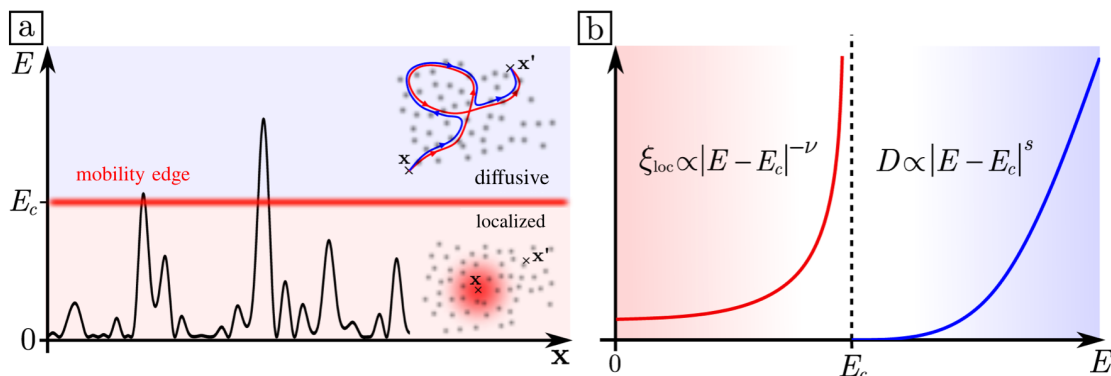 a
E
x'
x
diffusive
mobility edge
E_c
localized
x'
x
0
x
b
ξ_loc ∝ |E − E_c|^−ν
D ∝ |E − E_c|^s
0
E_c
E